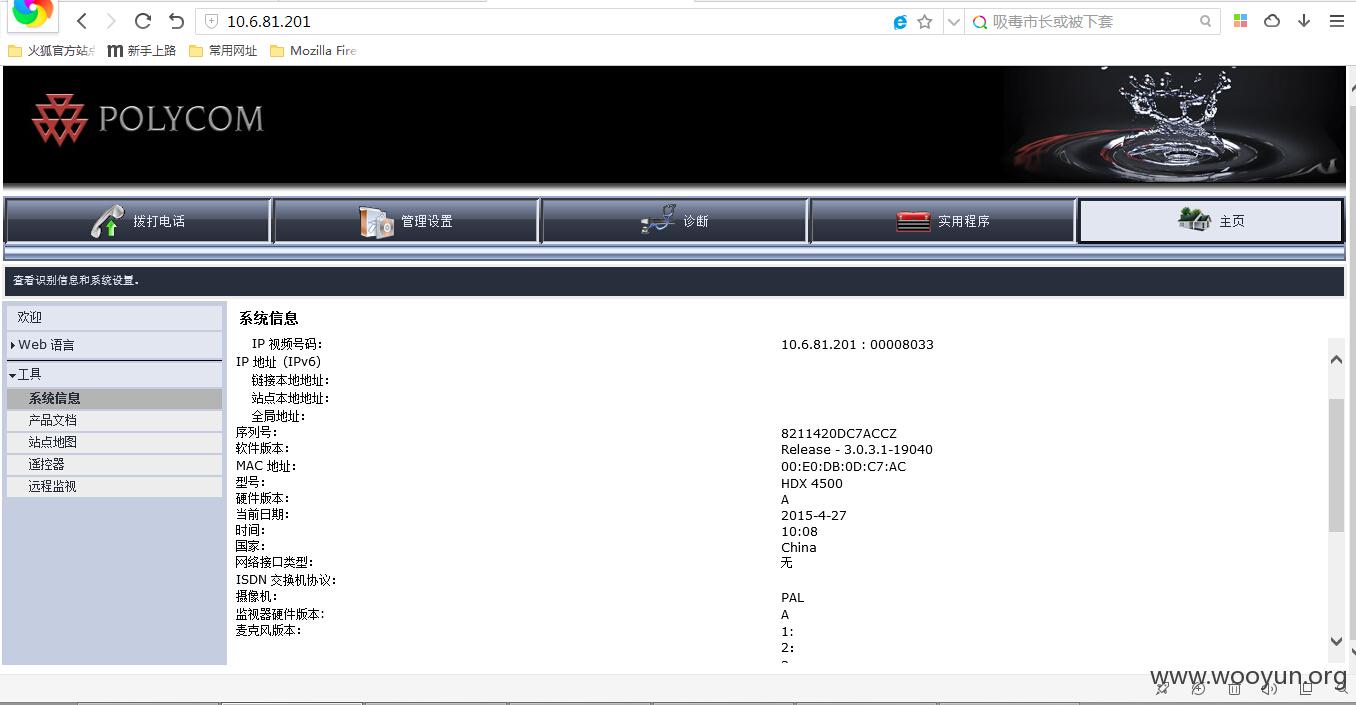 10.6.81.201
吸毒市长或被下套
火狐官方站点
新手上路
常用网址
Mozilla Fire
POLYCOM
拨打电话
管理设置
诊断
实用程序
主页
查看识别信息和系统设置。
欢迎
Web 语言
工具
系统信息
产品文档
站点地图
遥控器
远程监视
系统信息
IP 视频号码: 10.6.81.201 : 00008033
IP 地址 (IPv6)
链接本地地址:
站点本地地址:
全局地址:
序列号: 8211420DC7ACCZ
软件版本: Release - 3.0.3.1-19040
MAC 地址: 00:E0:DB:0D:C7:AC
型号: HDX 4500
硬件版本: A
当前日期: 2015-4-27
时间: 10:08
国家: China
网络接口类型: 无
ISDN 交换机协议:
摄像机: PAL
监视器硬件版本: A
麦克风版本: 1:
2:
www.wooyun.org